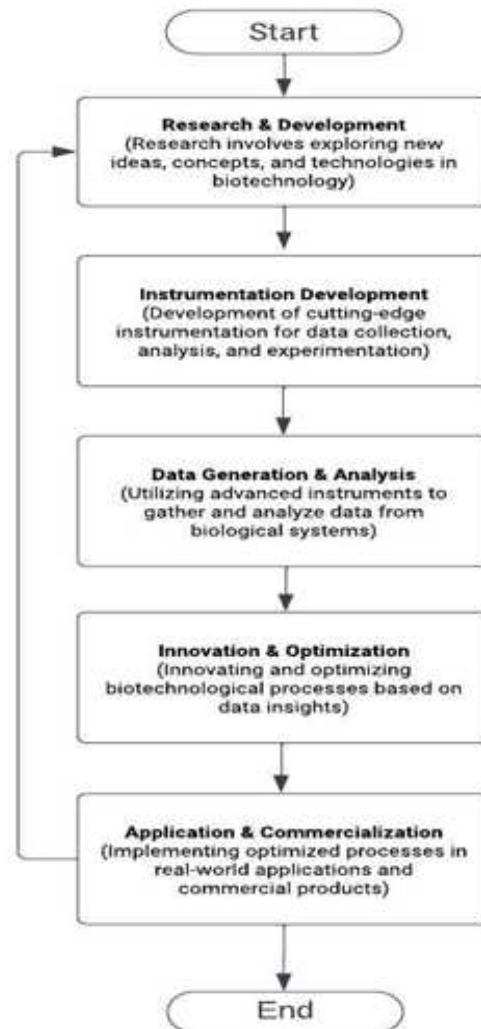 Start
Research & Development
(Research involves exploring new
ideas, concepts, and technologies in
biotechnology)
Instrumentation Development
(Development of cutting-edge
instrumentation for data collection,
analysis, and experimentation)
Data Generation & Analysis
(Utilizing advanced instruments to
gather and analyze data from
biological systems)
Innovation & Optimization
(Innovating and optimizing
biotechnological processes based on
data insights)
Application & Commercialization
(Implementing optimized processes in
real-world applications and
commercial products)
End